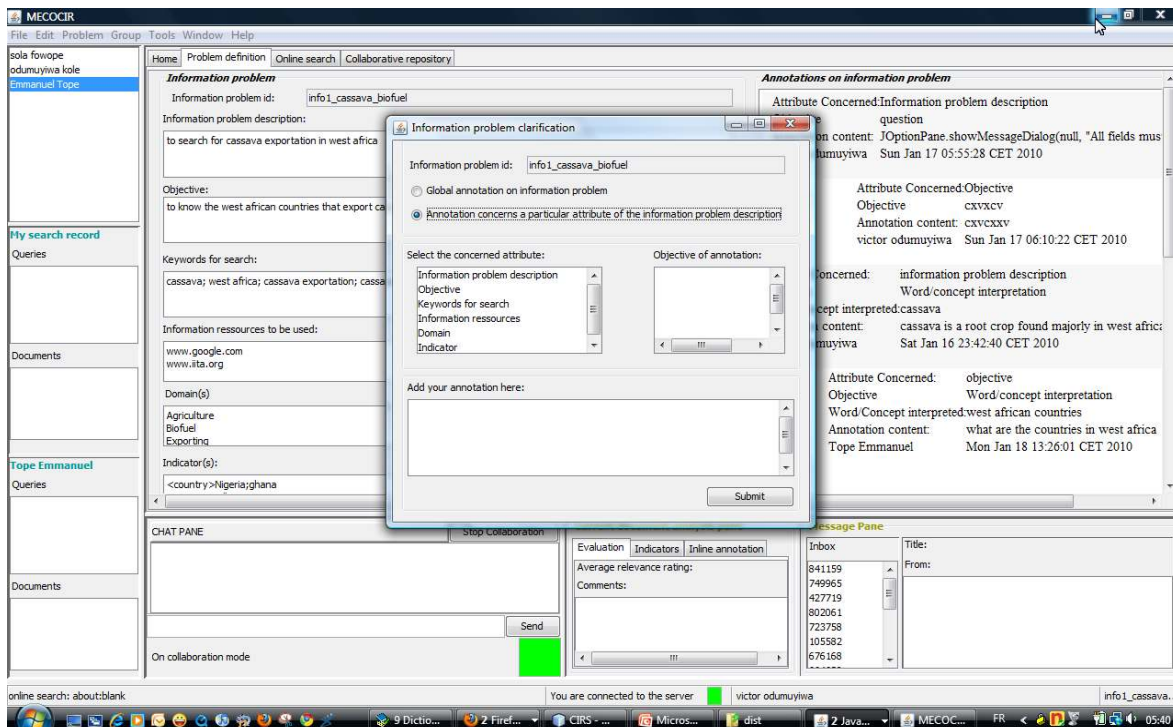 MECOCIR
File Edit Problem Group Tools Window Help
sola fowope
odumuyiwa kole
Emmanuel Tope
My search record
Queries
Documents
Tope Emmanuel
Queries
Documents
Home Problem definition Online search Collaborative repository
Information problem
Information problem id: info1_cassava_biofuel
Information problem description:
to search for cassava exportation in west africa
Objective:
to know the west african countries that export ca
Keywords for search:
cassava; west africa; cassava exportation; cassa
Information ressources to be used:
www.google.com
www.iita.org
Domain(s)
Agriculture
Biofuel
Exporting
Indicator(s):
<country>Nigeria;ghana
Information problem clarification
Information problem id: info1_cassava_biofuel
Global annotation on information problem
Annotation concerns a particular attribute of the information problem description
Select the concerned attribute:
Information problem description
Objective
Keywords for search
Information ressources
Domain
Indicator
Objective of annotation:
Add your annotation here:
Submit
Annotations on information problem
Attribute Concerned:Information problem description
question
on content: JOptionPane.showMessageDialog(null, "All fields mus
dumuyiwa Sun Jan 17 05:55:28 CET 2010
Attribute Concerned:Objective
Objective cxvxcv
Annotation content: cxvcxxv
victor odumuyiwa Sun Jan 17 06:10:22 CET 2010
oncerned: information problem description
Word/concept interpretation
cept interpreted:cassava
content: cassava is a root crop found majorly in west africa
muyiwa Sat Jan 16 23:42:40 CET 2010
Attribute Concerned: objective
Objective Word/concept interpretation
Word/Concept interpreted:west african countries
Annotation content: what are the countries in west africa
Tope Emmanuel Mon Jan 18 13:26:01 CET 2010
CHAT PANE
Stop Collaboration
Send
On collaboration mode
Evaluation Indicators Inline annotation
Average relevance rating:
Comments:
Message Pane
Inbox
841159
749965
427719
802061
723758
105582
676168
Title:
From:
online search: about:blank
You are connected to the server
victor odumuyiwa
info1_cassava..
9 Dictio...
2 Firef...
CIRS - ...
Micros...
dist
2 Java...
MECOC...
FR
05:40